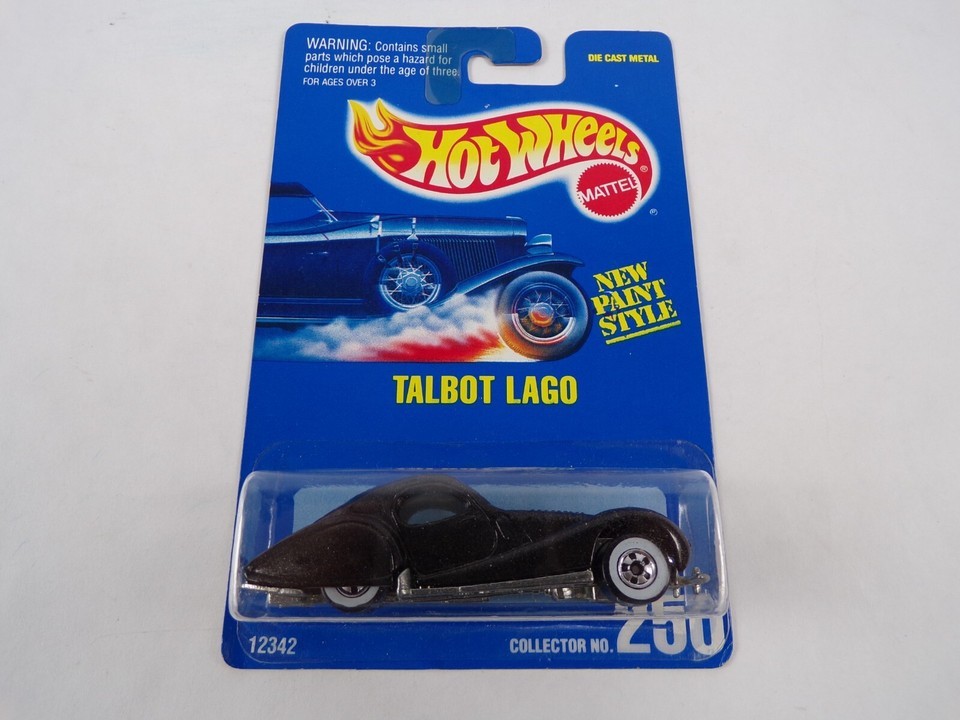 WARNING: Contains small
parts which pose a hazard for
children under the age of three.
FOR AGES OVER 3
DIE CAST METAL
HOT WHEELS®
MATTEL
®
NEW
PAINT
STYLE
TALBOT LAGO
12342
COLLECTOR NO. 250